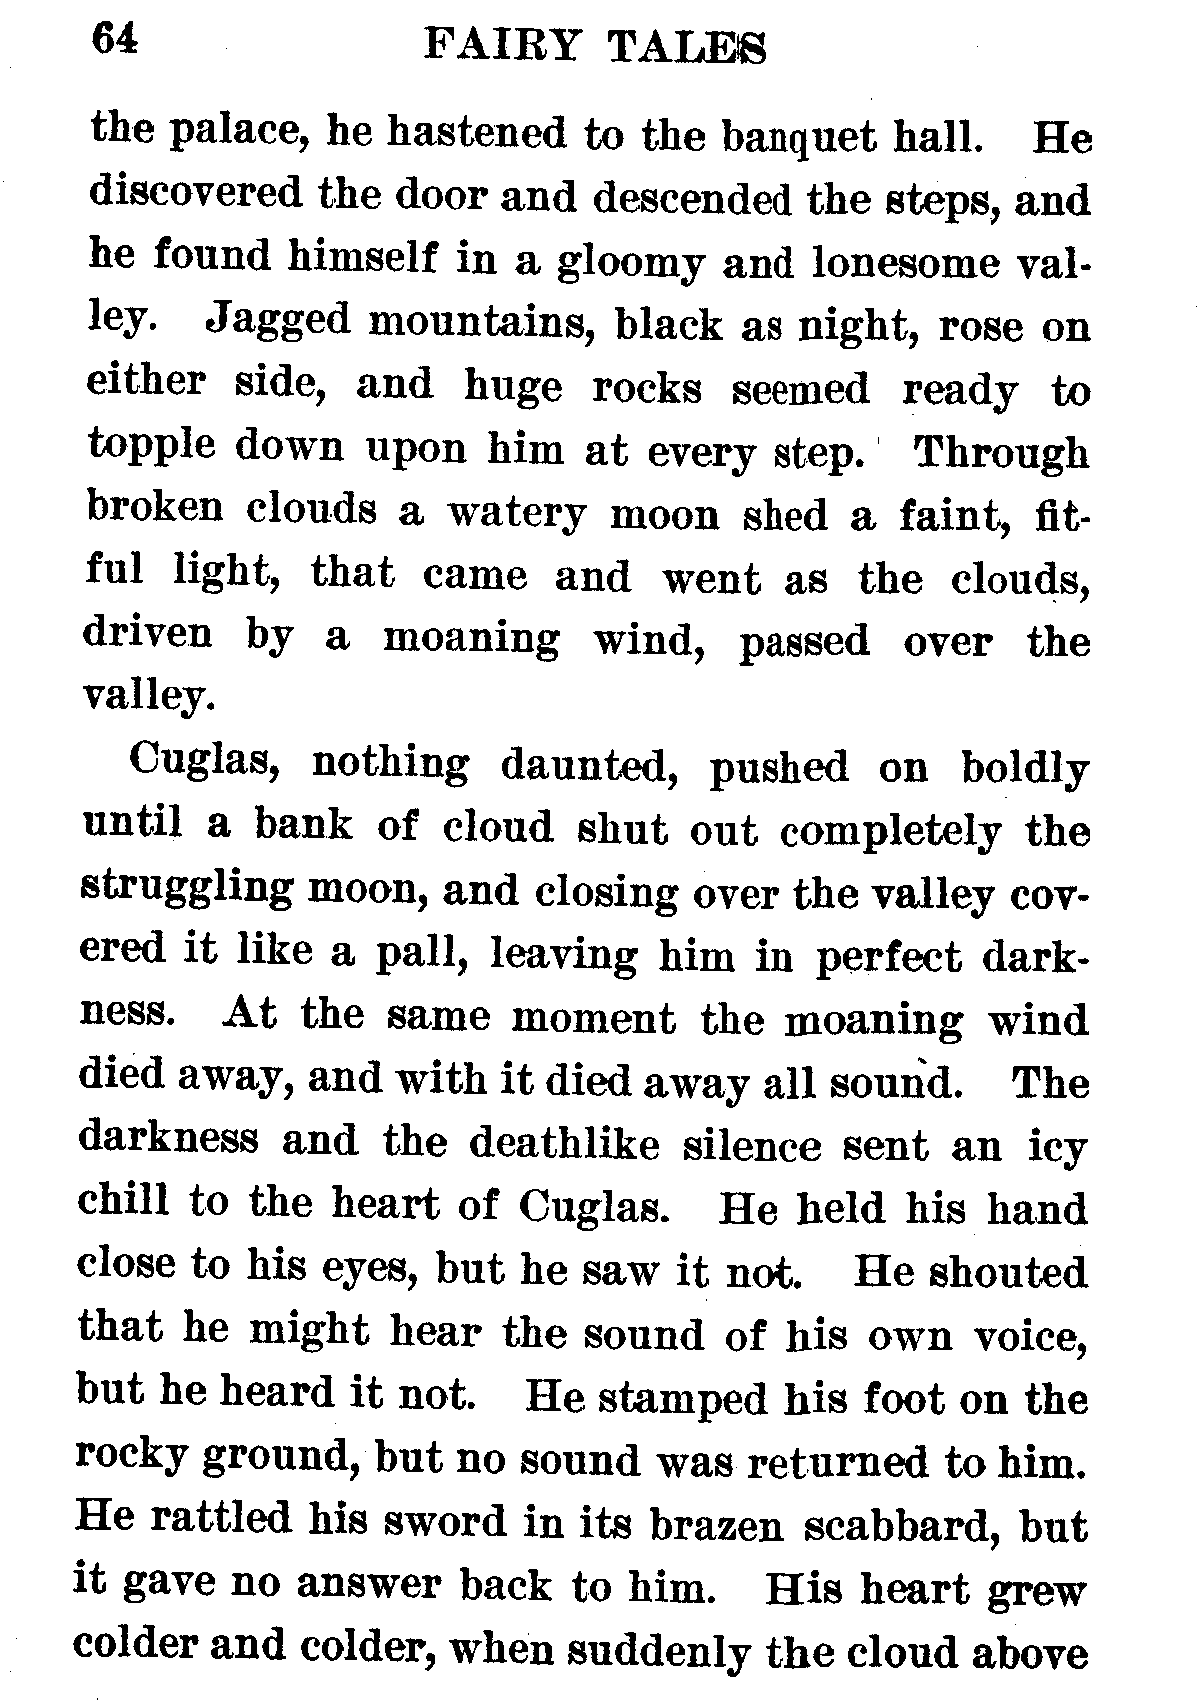 64 FAIRY TALES
the palace, he hastened to the banquet hall. He
discovered the door and descended the steps, and
he found himself in a gloomy and lonesome val-
ley. Jagged mountains, black as night, rose on
either side, and huge rocks seemed ready to
topple down upon him at every step. Through
broken clouds a watery moon shed a faint, fit-
ful light, that came and went as the clouds,
driven by a moaning wind, passed over the
valley.
Cuglas, nothing daunted, pushed on boldly
until a bank of cloud shut out completely the
struggling moon, and closing over the valley cov-
ered it like a pall, leaving him in perfect dark-
ness. At the same moment the moaning wind
died away, and with it died away all sound. The
darkness and the deathlike silence sent an icy
chill to the heart of Cuglas. He held his hand
close to his eyes, but he saw it not. He shouted
that he might hear the sound of his own voice,
but he heard it not. He stamped his foot on the
rocky ground, but no sound was returned to him.
He rattled his sword in its brazen scabbard, but
it gave no answer back to him. His heart grew
colder and colder, when suddenly the cloud above